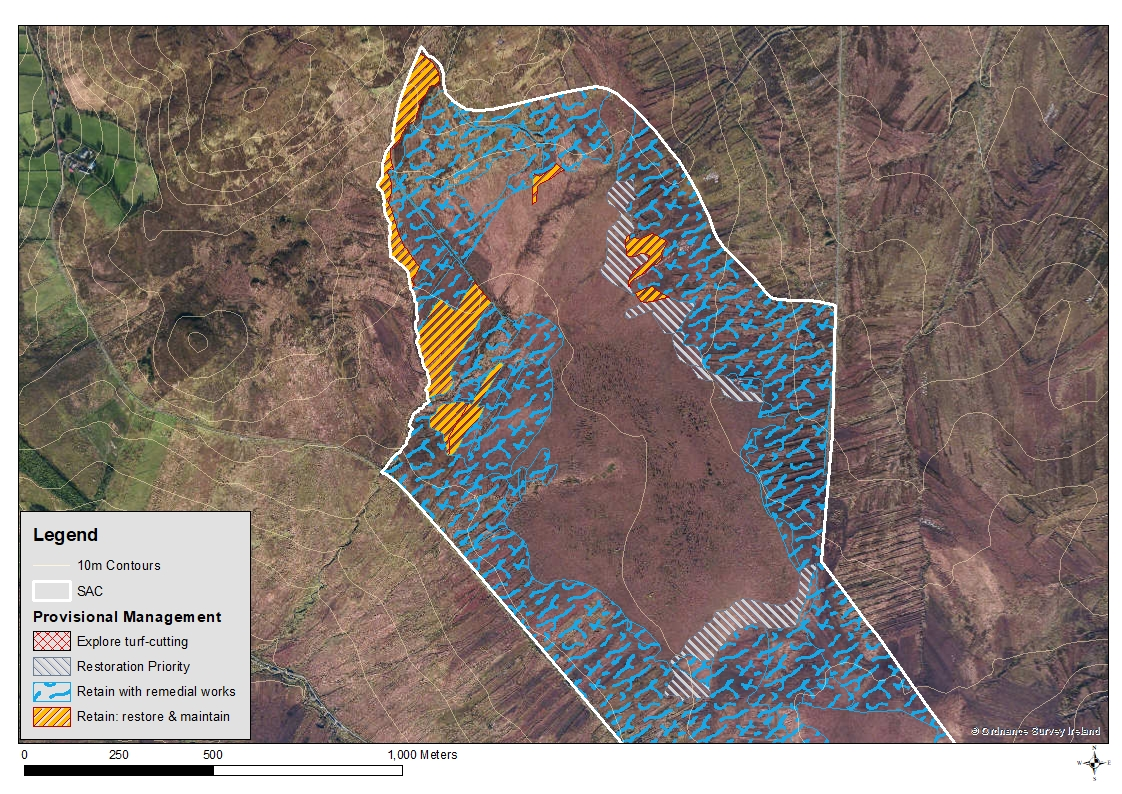 Legend
10m Contours
SAC
Provisional Management
Explore turf-cutting
Restoration Priority
Retain with remedial works
Retain: restore & maintain
© Ordnance Survey Ireland
0 250 500 1,000 Meters
N
W E
S